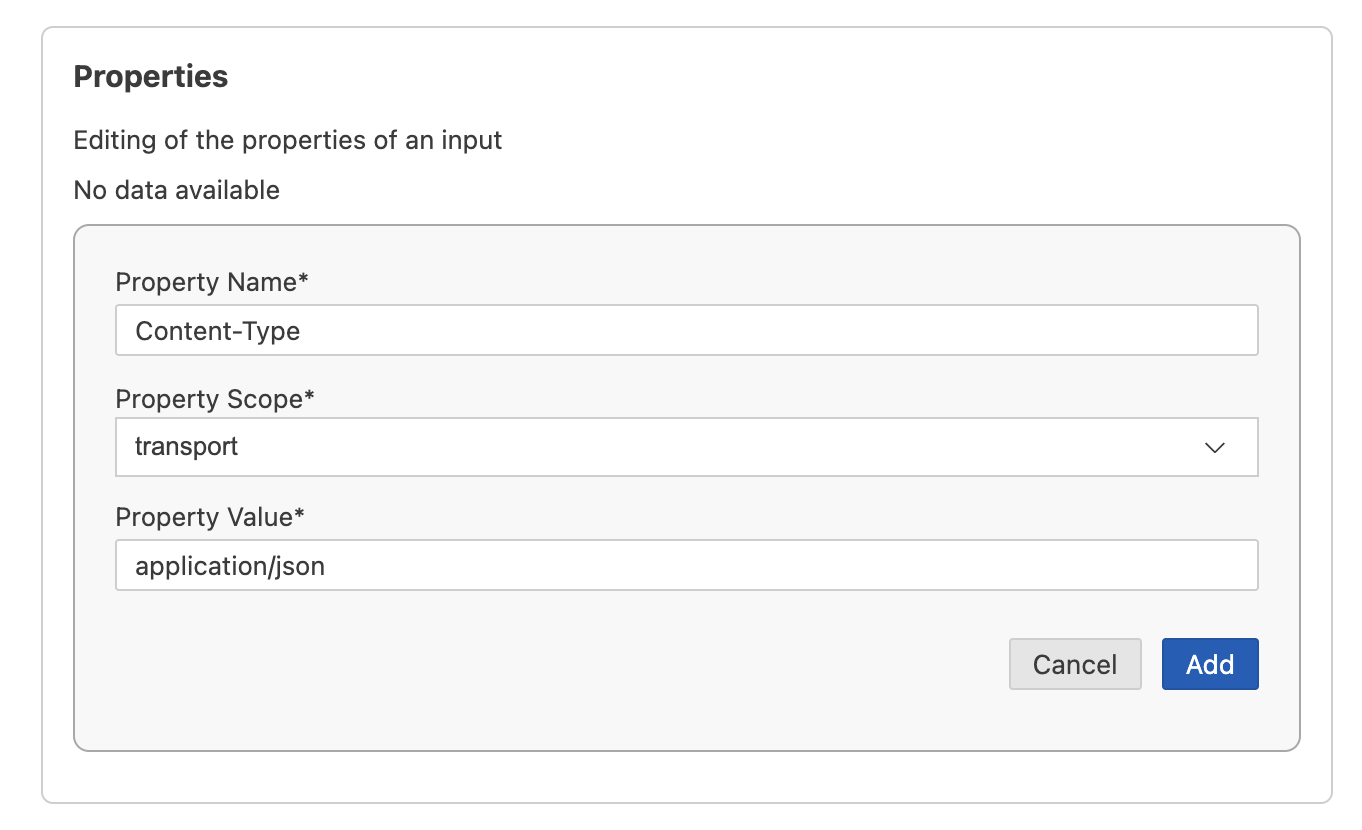 Properties
Editing of the properties of an input
No data available
Property Name*
Content-Type
Property Scope*
transport
Property Value*
application/json
Cancel Add